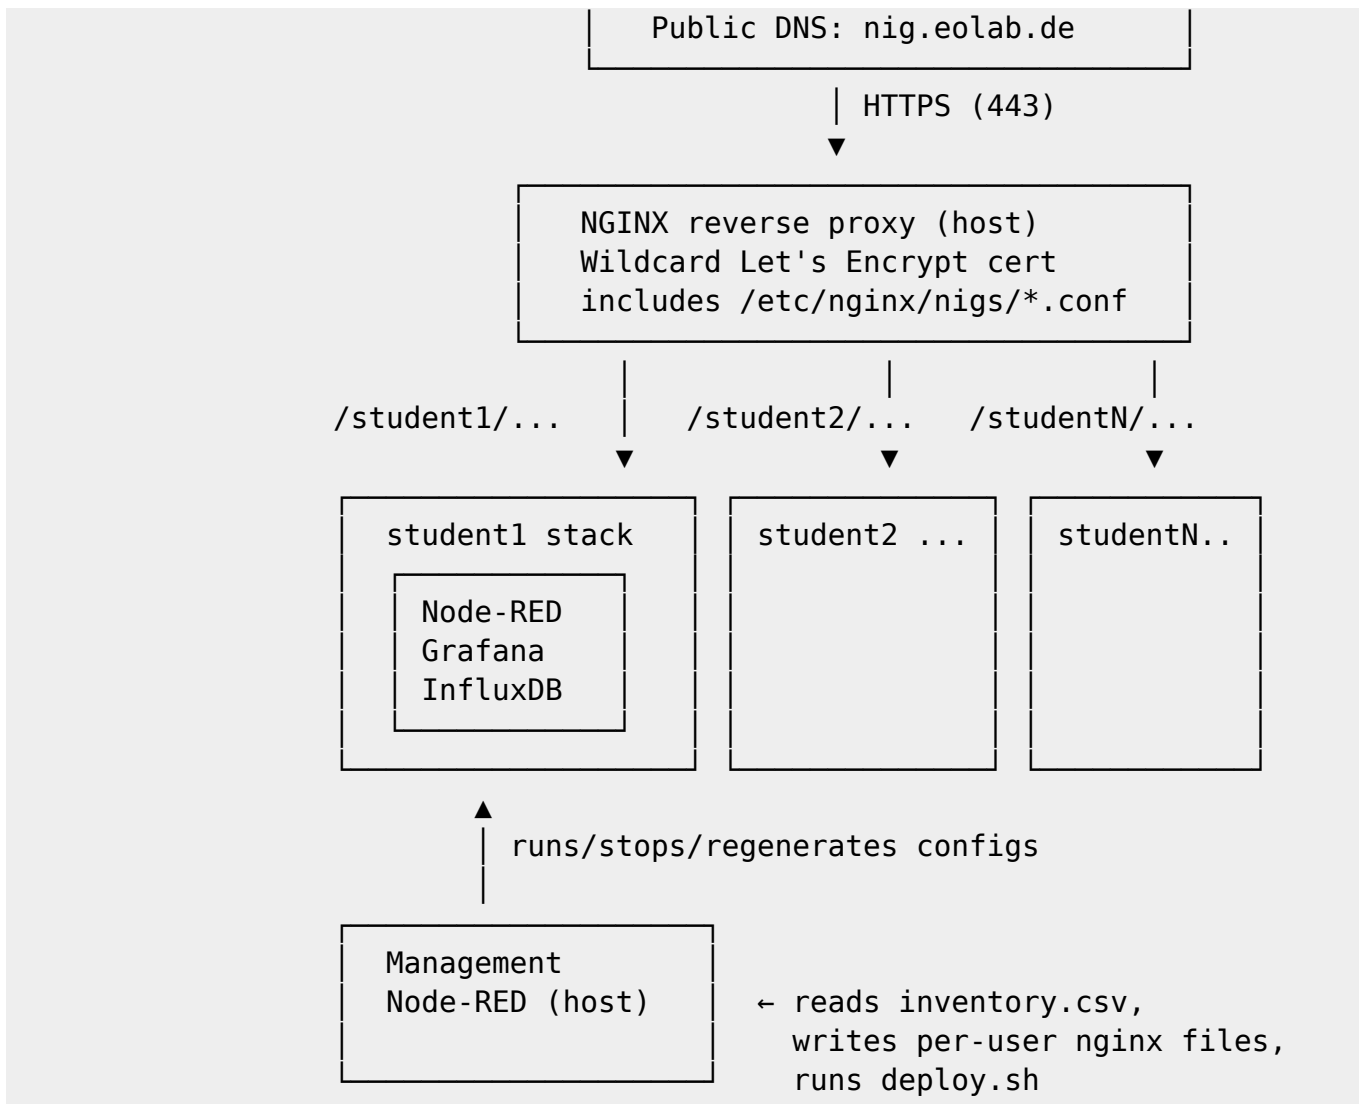 Public DNS: nig.eolab.de
HTTPS (443)
NGINX reverse proxy (host)
Wildcard Let's Encrypt cert
includes /etc/nginx/nigs/*.conf
/student1/... /student2/... /studentN/...
student1 stack student2 ... studentN..
Node-RED
Grafana
InfluxDB
runs/stops/regenerates configs
Management
Node-RED (host) ← reads inventory.csv,
writes per-user nginx files,
runs deploy.sh